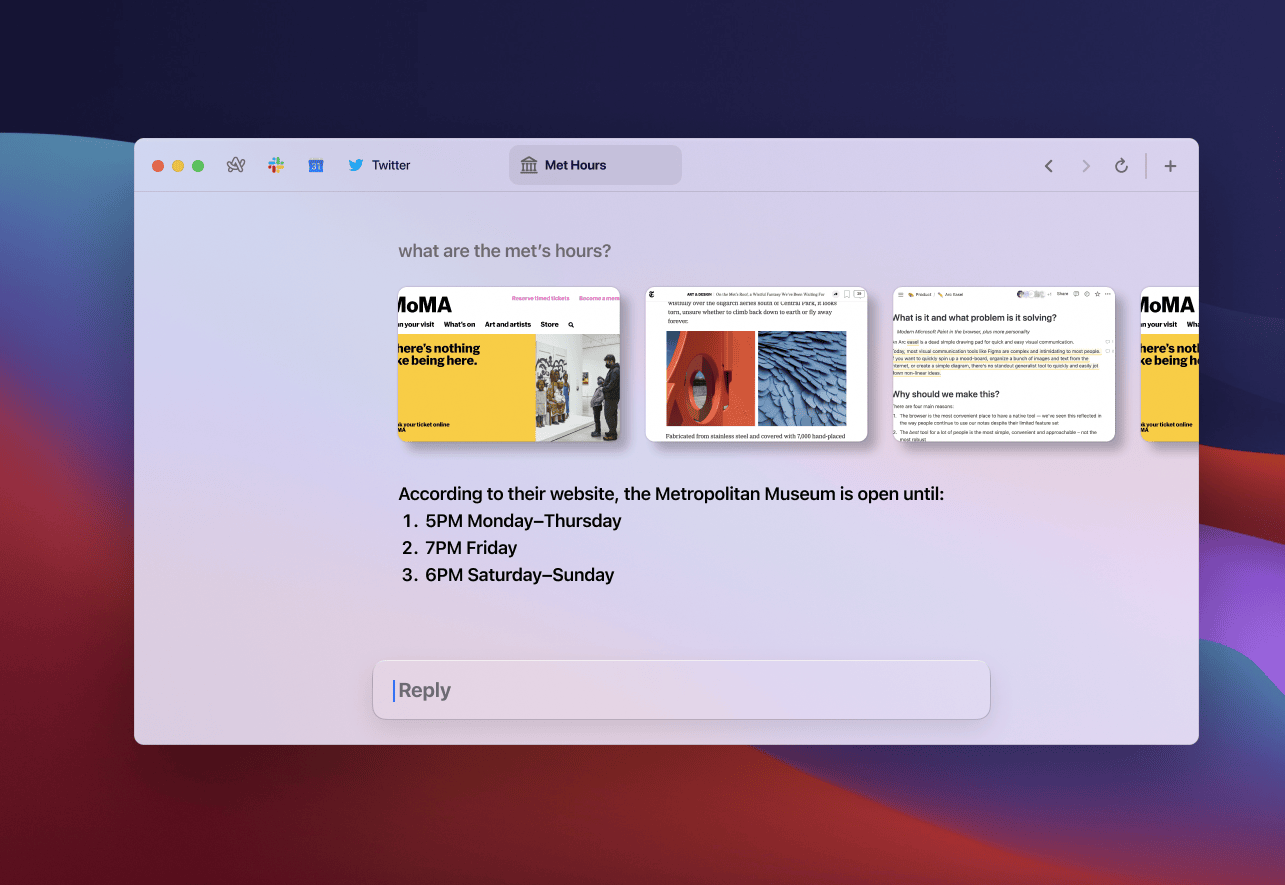 31
Twitter
Met Hours
what are the met's hours?
MoMA
Reserve timed tickets
Become a mem
n your visit
What's on
Art and artists
Store
here's nothing
ke being here.
k your ticket online
MA
ART & DESIGN
On the Met's Roof, a Wistful Fantasy We've Been Waiting For
wistfully over the oligarch aeries south of Central Park, it looks
torn, unsure whether to climb back down to earth or fly away
forever.
Fabricated from stainless steel and covered with 7,000 hand-placed
Product
Arc Easel
Share
What is it and what problem is it solving?
Modern Microsoft Paint in the browser, plus more personality
n Arc easel is a dead simple drawing pad for quick and easy visual communication.
Today, most visual communication tools like Figma are complex and intimidating to most people.
f you want to quickly spin up a mood-board, organize a bunch of images and text from the
nternet, or create a simple diagram, there's no standout generalist tool to quickly and easily jot
down non-linear ideas.
Why should we make this?
There are four main reasons:
1. The browser is the most convenient place to have a native tool – we've seen this reflected in
the way people continue to use our notes despite their limited feature set
2. The best tool for a lot of people is the most simple, convenient and approachable – not the
most robust
MoMA
n your visit
Wha
here's noth
ke being he
k your ticket online
MA
According to their website, the Metropolitan Museum is open until:
1. 5PM Monday–Thursday
2. 7PM Friday
3. 6PM Saturday–Sunday
Reply